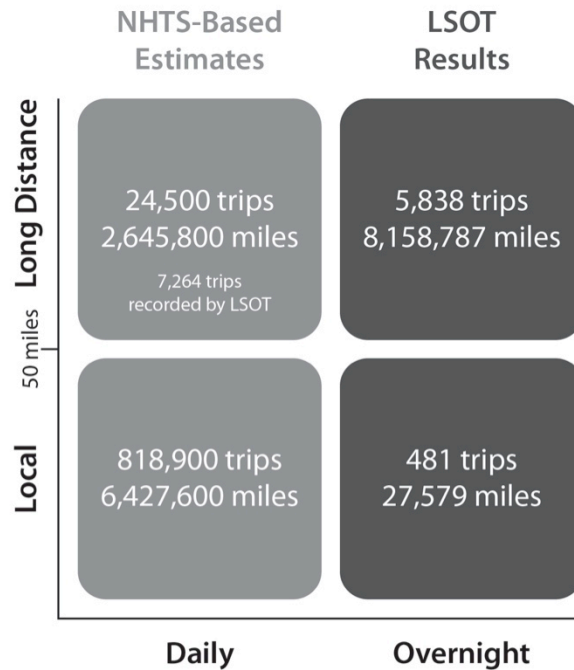 NHTS-Based
Estimates
LSOT
Results
Long Distance
24,500 trips
2,645,800 miles
7,264 trips
recorded by LSOT
5,838 trips
8,158,787 miles
50 miles
Local
818,900 trips
6,427,600 miles
481 trips
27,579 miles
Daily
Overnight